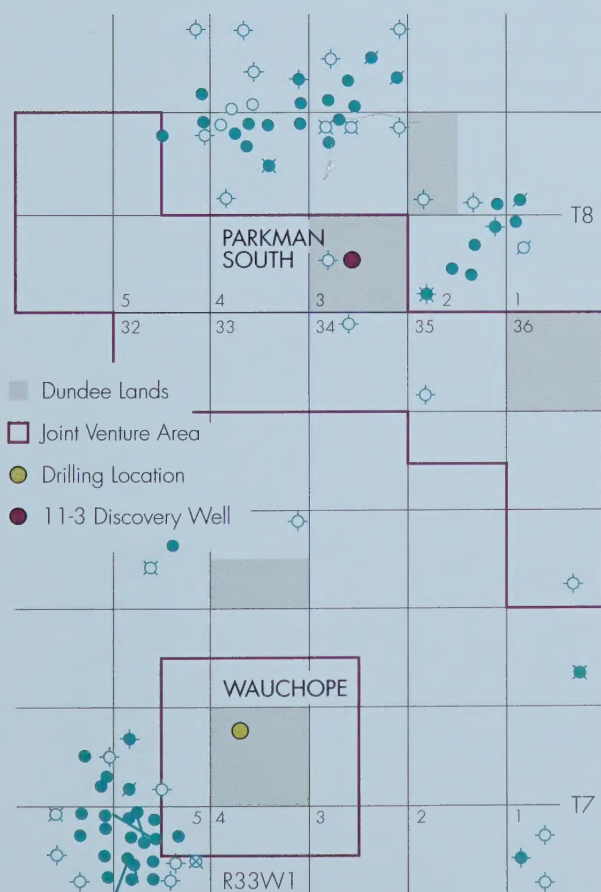 T8
PARKMAN
SOUTH
5 4 3 2 1
32 33 34 35 36
Dundee Lands
Joint Venture Area
Drilling Location
11-3 Discovery Well
WAUCHOPE
T7
5 4 3 2 1
R33W1